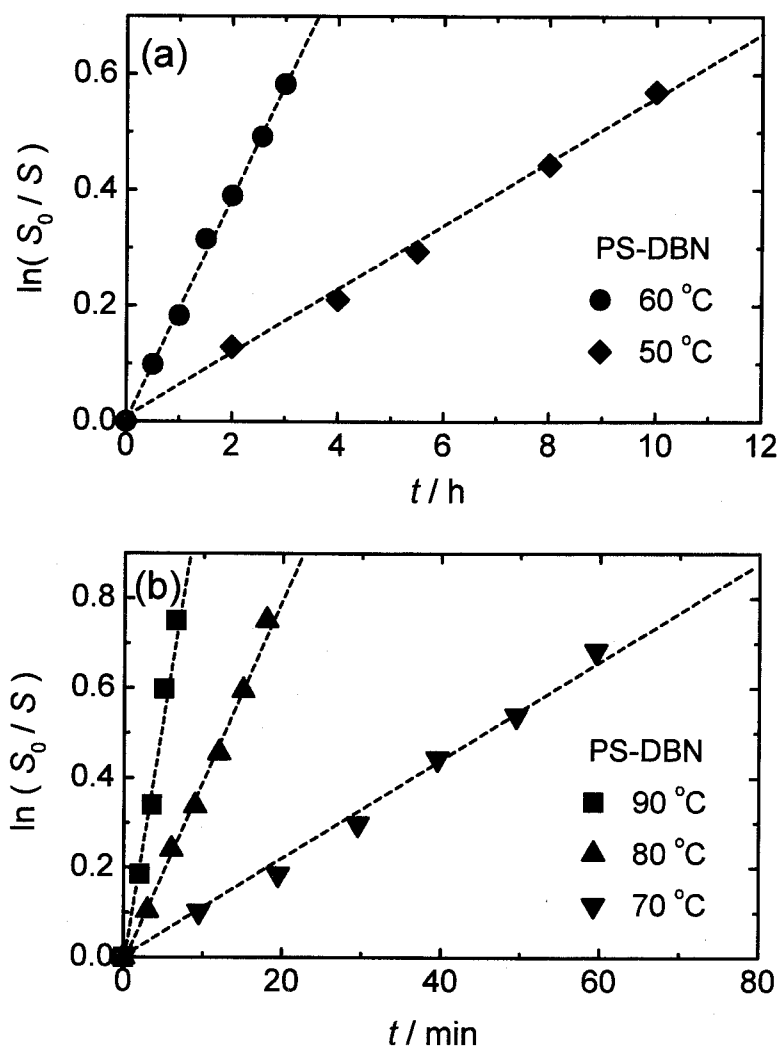 (a)
0.6
0.4
0.2
0.0
ln( S₀ / S )
PS-DBN
60 °C
50 °C
0 2 4 6 8 10 12
t / h
(b)
0.8
0.6
0.4
0.2
0.0
ln ( S₀ / S )
PS-DBN
90 °C
80 °C
70 °C
0 20 40 60 80
t / min